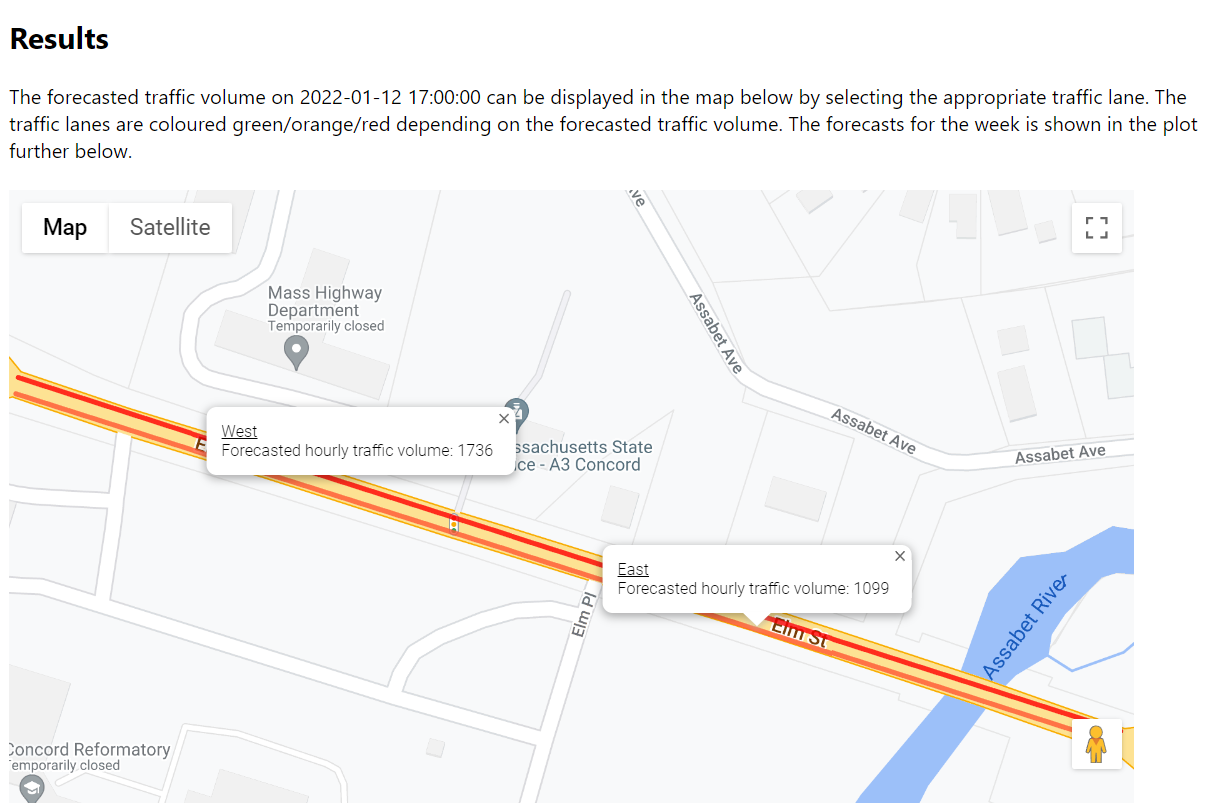 Results
The forecasted traffic volume on 2022-01-12 17:00:00 can be displayed in the map below by selecting the appropriate traffic lane. The
traffic lanes are coloured green/orange/red depending on the forecasted traffic volume. The forecasts for the week is shown in the plot
further below.
Map
Satellite
ve
Mass Highway
Department
Temporarily closed
Assabet Ave
Assabet Ave
Assabet Ave
West
Forecasted hourly traffic volume: 1736
E
ssachusetts State
ice - A3 Concord
East
Forecasted hourly traffic volume: 1099
Elm Pl
Elm St
Assabet River
Concord Reformatory
Temporarily closed